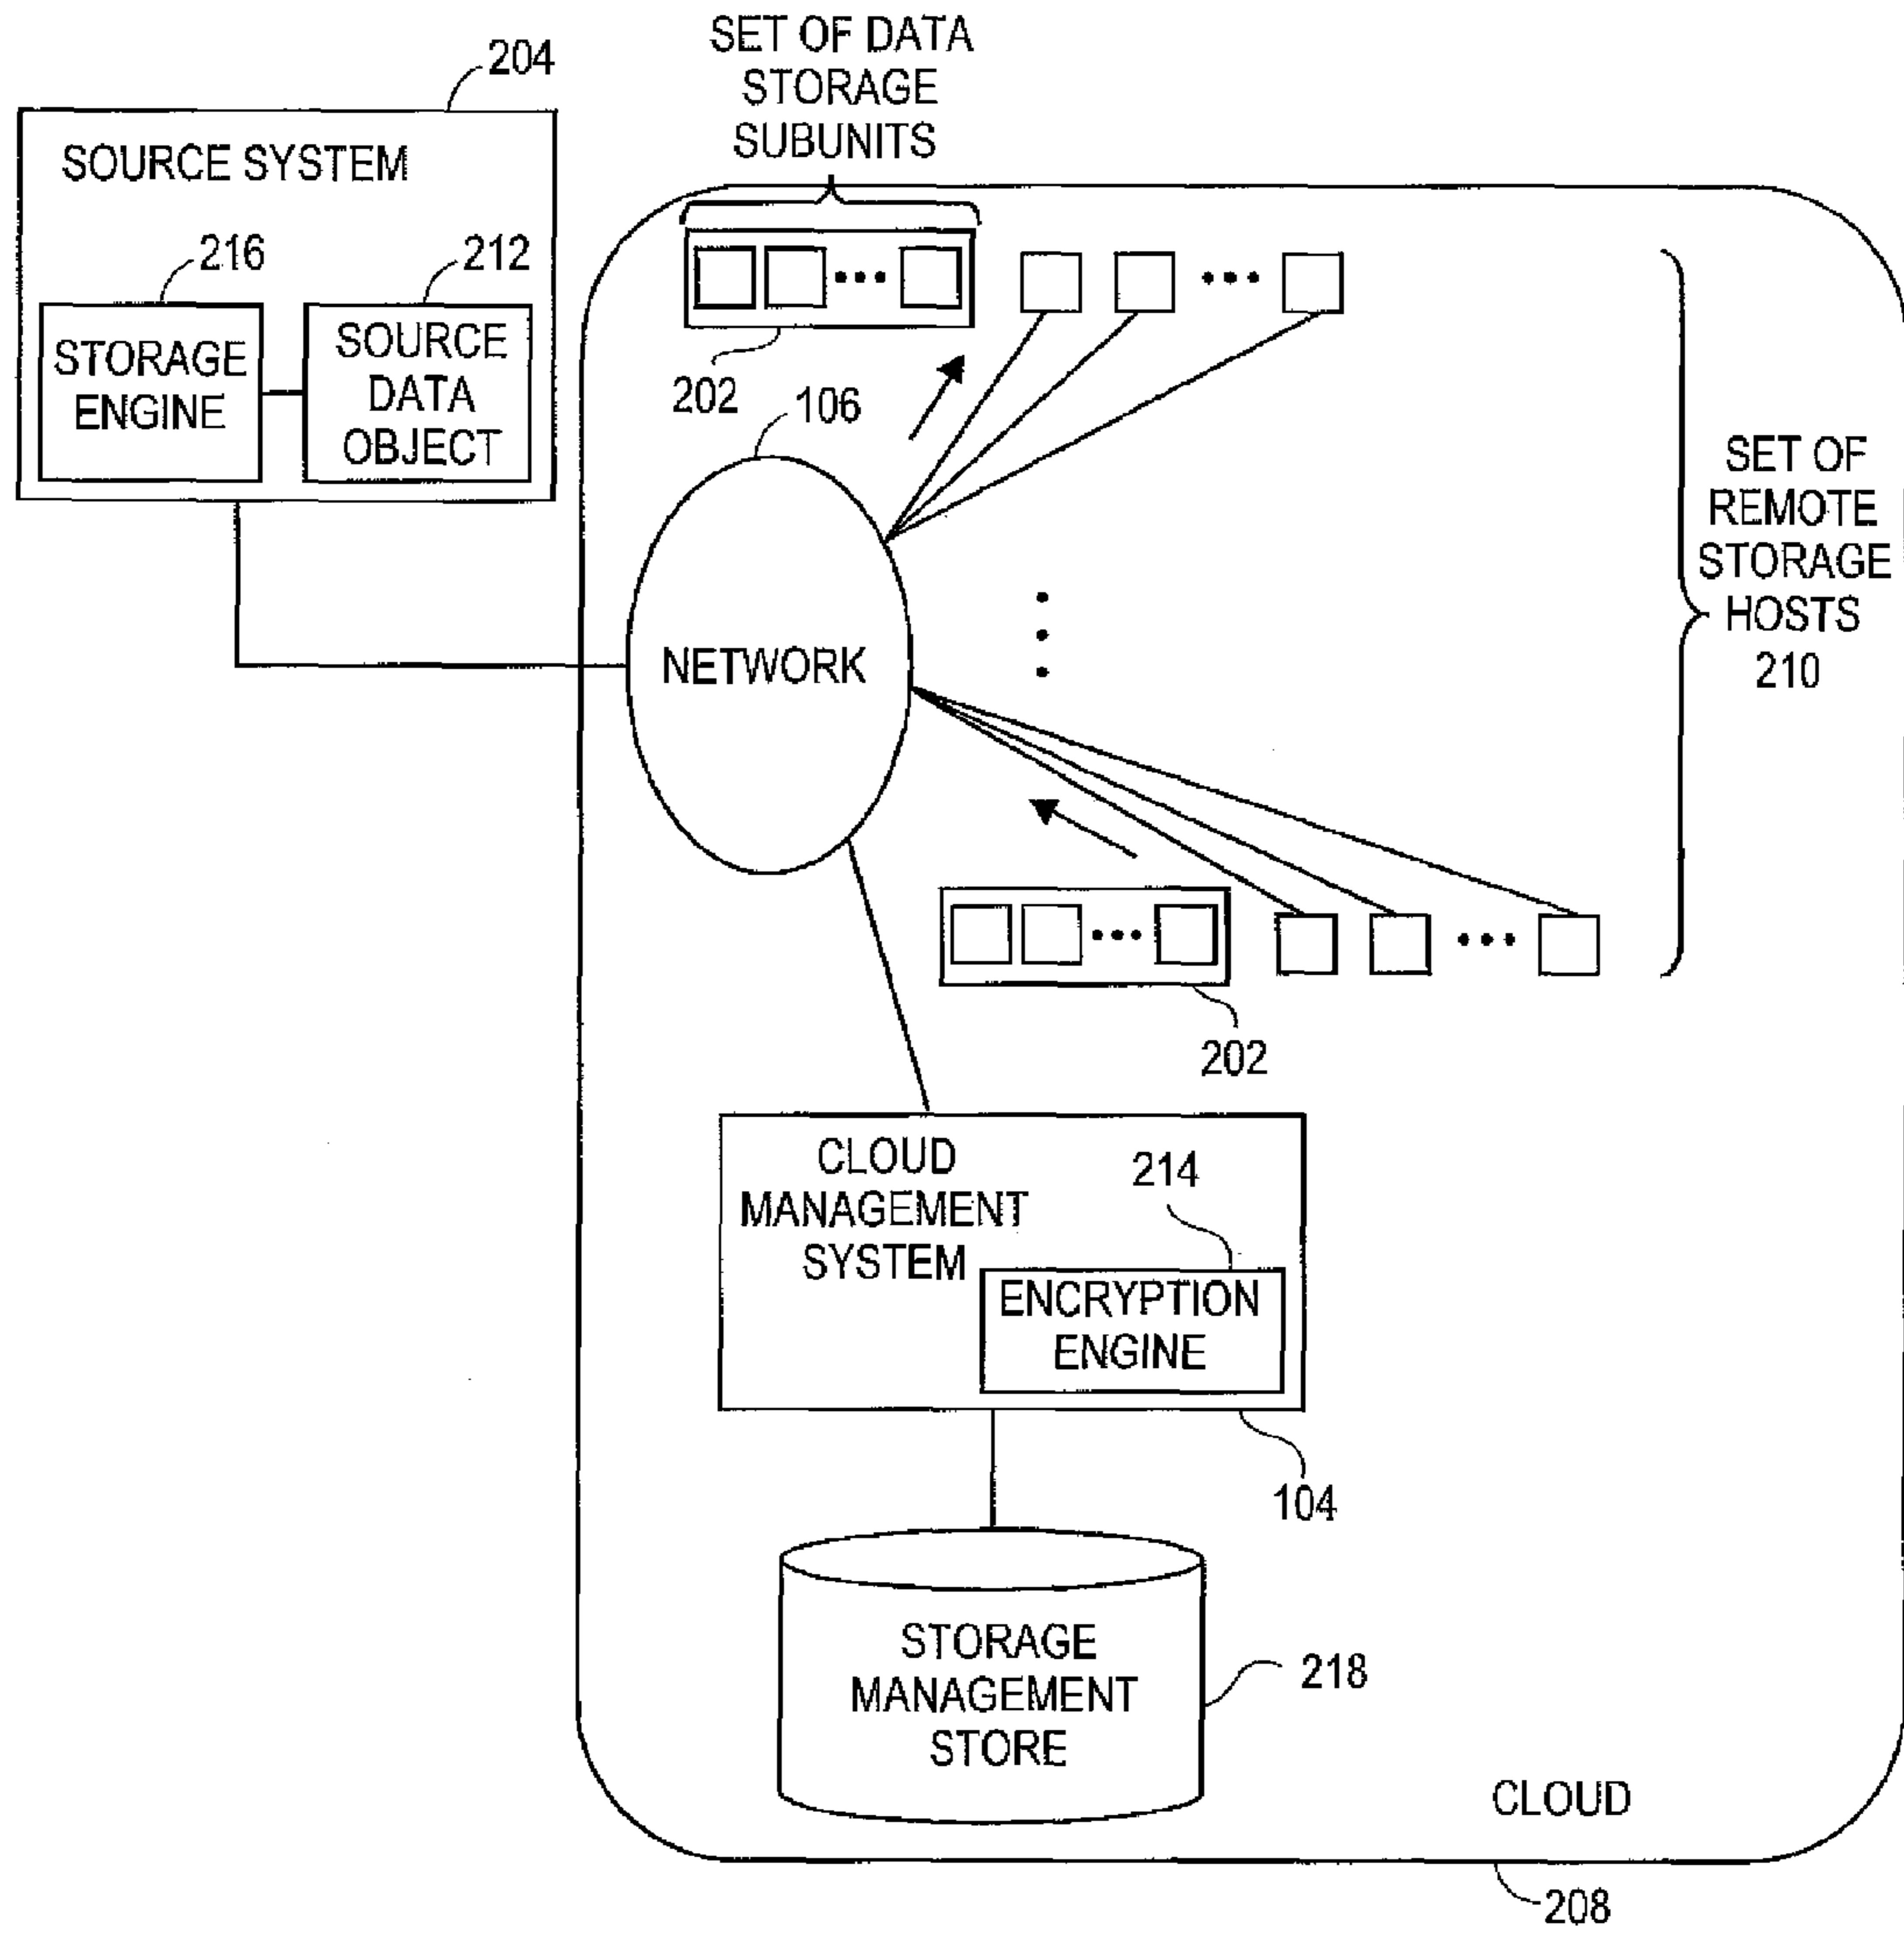 SET OF DATA
STORAGE
SUBUNITS
204
SOURCE SYSTEM
216
212
STORAGE
ENGINE
SOURCE
DATA
OBJECT
202
106
NETWORK
SET OF
REMOTE
STORAGE
HOSTS
210
202
CLOUD
MANAGEMENT
SYSTEM
214
ENCRYPTION
ENGINE
104
STORAGE
MANAGEMENT
STORE
218
CLOUD
208